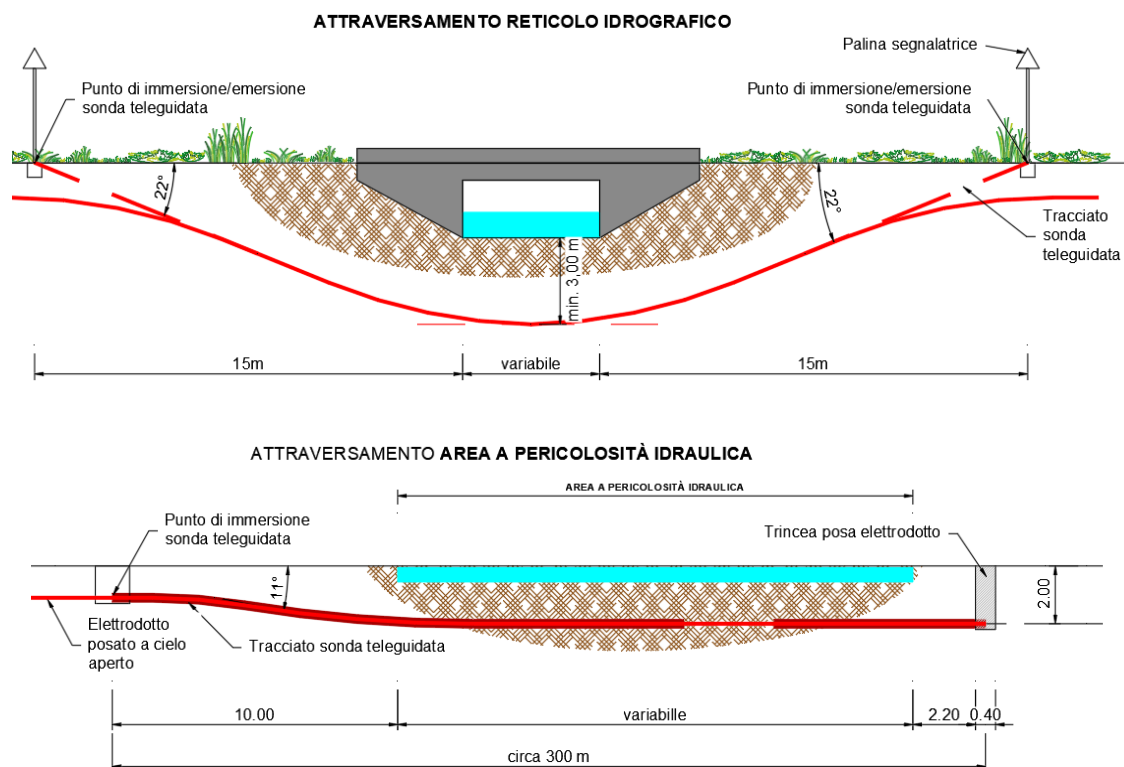 ATTRAVERSAMENTO RETICOLO IDROGRAFICO
Palina segnalatrice
Punto di immersione/emersione
sonda teleguidata
Punto di immersione/emersione
sonda teleguidata
22°
22°
Tracciato
sonda
teleguidata
min. 3,00 m
15m
variabile
15m
ATTRAVERSAMENTO AREA A PERICOLOSITÀ IDRAULICA
AREA A PERICOLOSITÀ IDRAULICA
Punto di immersione
sonda teleguidata
Trincea posa elettrodotto
11°
2.00
Elettrodotto
posato a cielo
aperto
Tracciato sonda teleguidata
10.00
variabille
2.20
0.40
circa 300 m